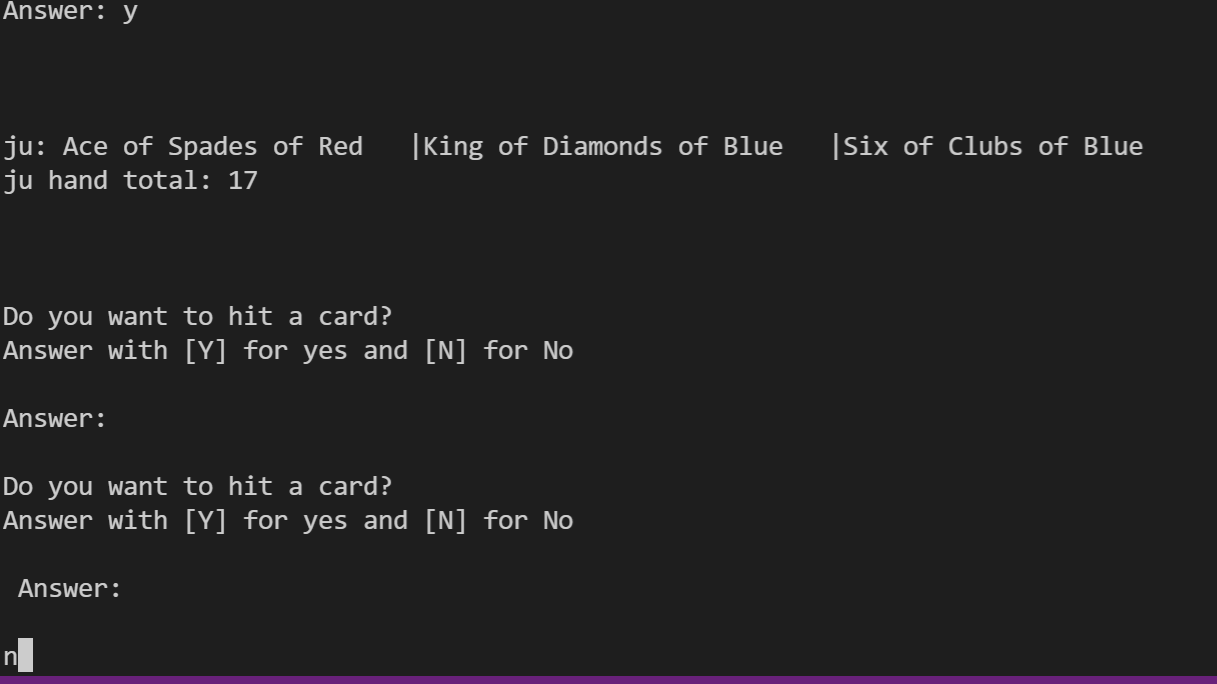 Answer: y
ju: Ace of Spades of Red   |King of Diamonds of Blue   |Six of Clubs of Blue
ju hand total: 17
Do you want to hit a card?
Answer with [Y] for yes and [N] for No
Answer:
Do you want to hit a card?
Answer with [Y] for yes and [N] for No
Answer:
n